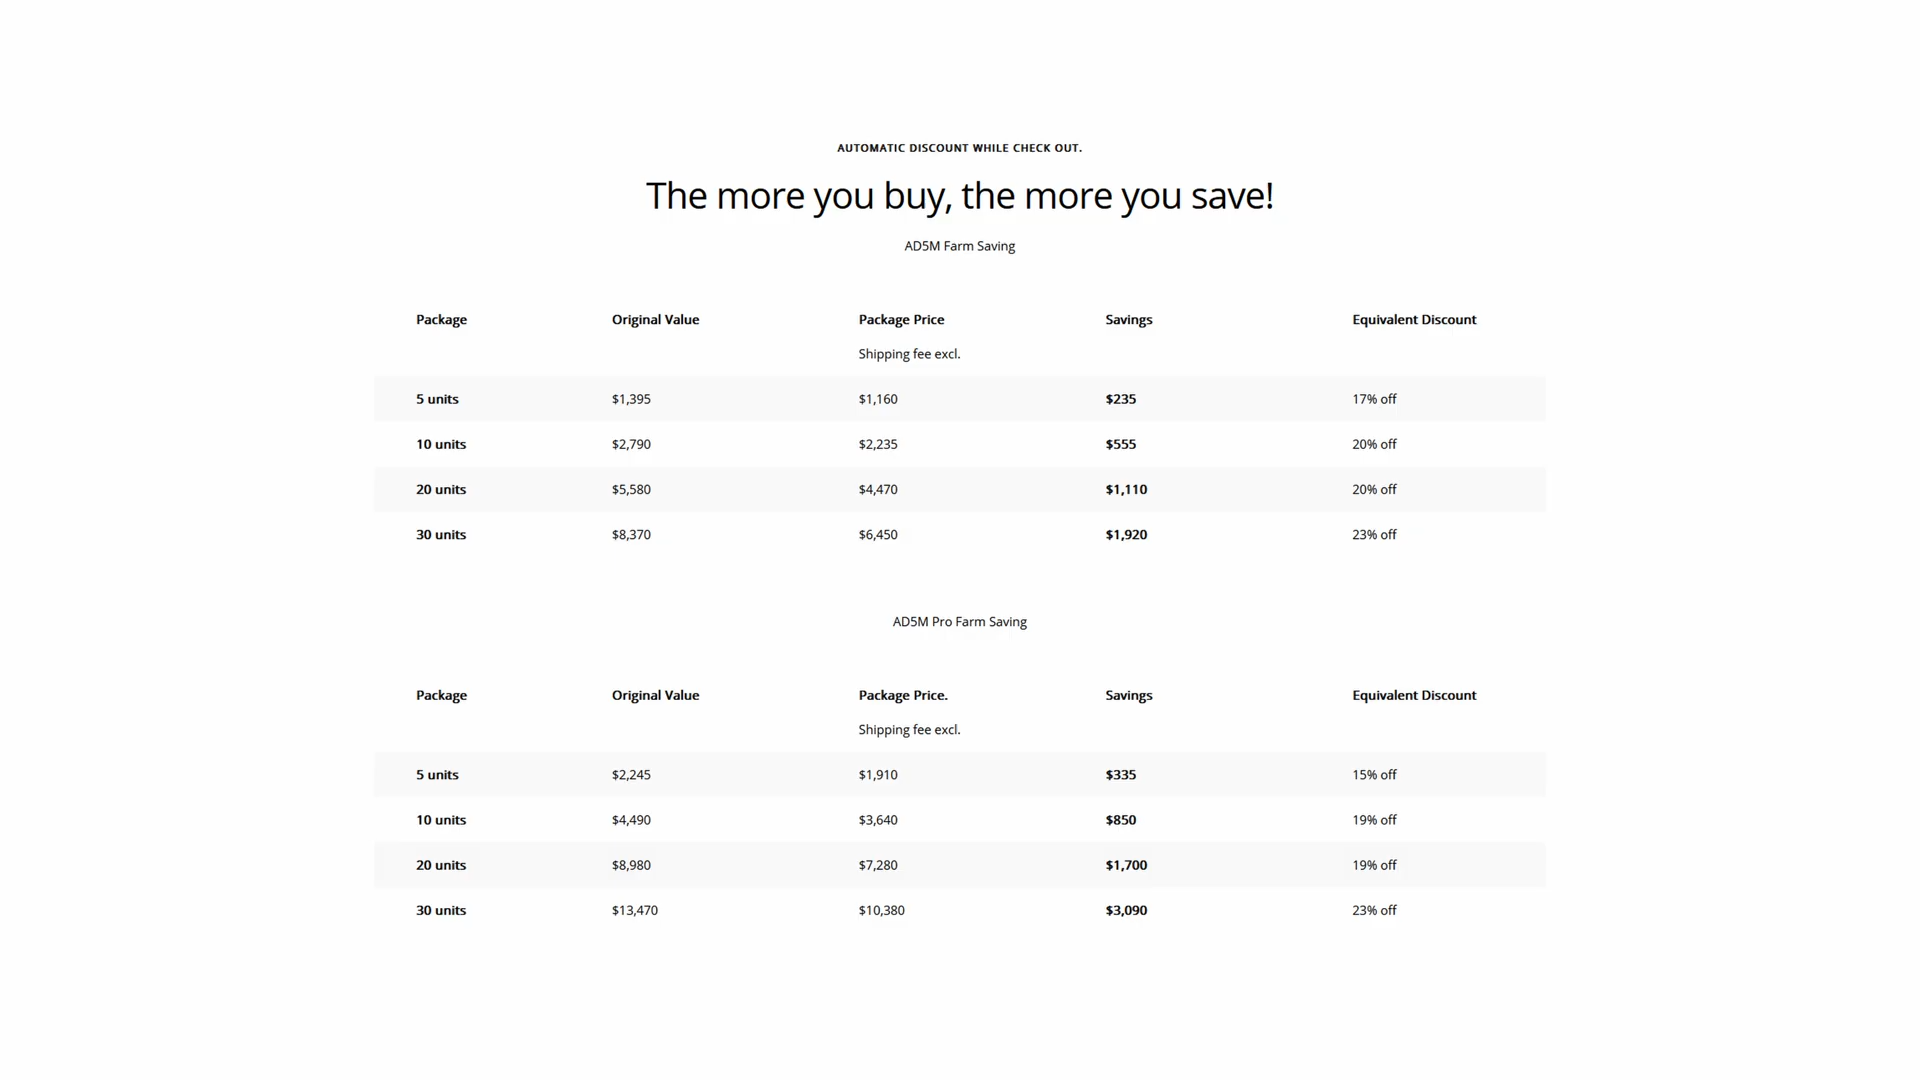 AUTOMATIC DISCOUNT WHILE CHECK OUT.
The more you buy, the more you save!
AD5M Farm Saving
Package Original Value Package Price Savings Equivalent Discount
Shipping fee excl.
5 units $1,395 $1,160 $235 17% off
10 units $2,790 $2,235 $555 20% off
20 units $5,580 $4,470 $1,110 20% off
30 units $8,370 $6,450 $1,920 23% off
AD5M Pro Farm Saving
Package Original Value Package Price. Savings Equivalent Discount
Shipping fee excl.
5 units $2,245 $1,910 $335 15% off
10 units $4,490 $3,640 $850 19% off
20 units $8,980 $7,280 $1,700 19% off
30 units $13,470 $10,380 $3,090 23% off